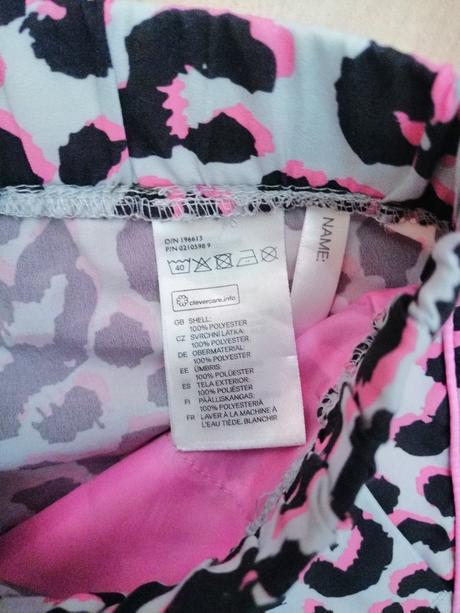 O/N 196613
P/N 0210598 9
40
clevercare.info
GB SHELL:
100% POLYESTER
CZ SVRCHNÍ LÁTKA:
100% POLYESTER
DE OBERMATERIAL:
100% POLYESTER
EE ÜMBRIS:
100% POLÜESTER
ES TELA EXTERIOR:
100% POLIÉSTER
FI PÄÄLLIKANGAS:
100% POLYESTERIÄ
FR LAVER À LA MACHINE À
L'EAU TIÈDE, BLANCHIR
NAME: